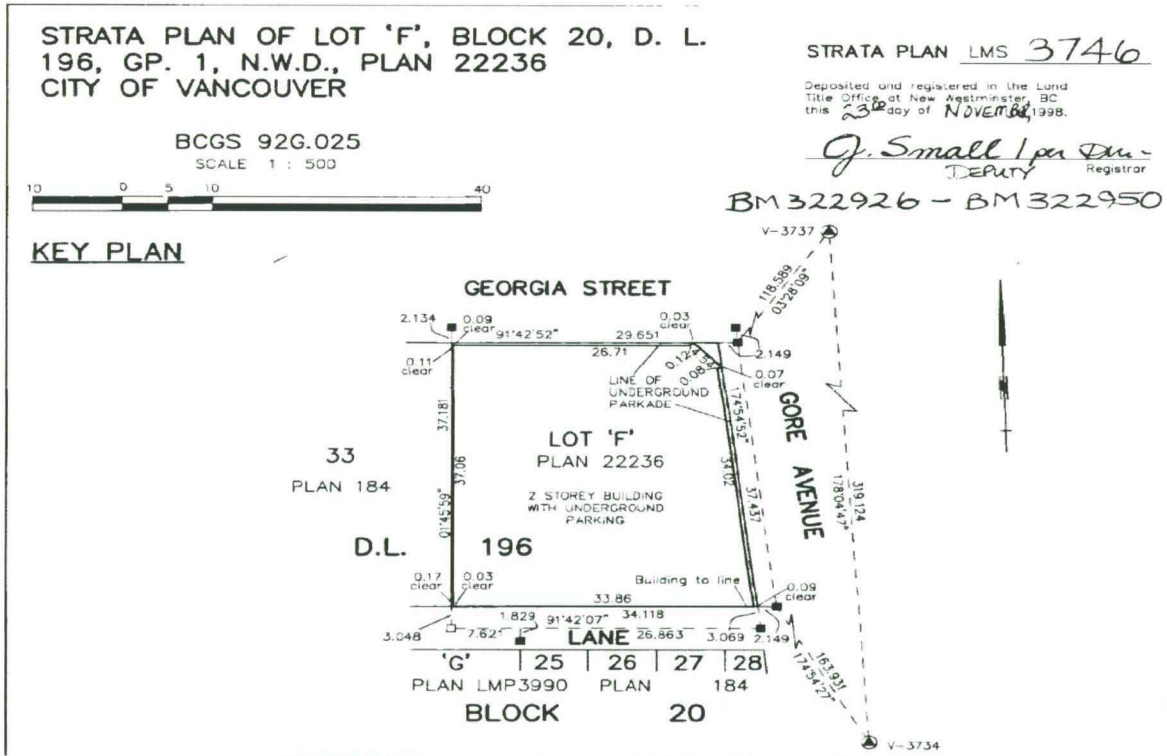 STRATA PLAN OF LOT 'F', BLOCK 20, D. L.
196, GP. 1, N.W.D., PLAN 22236
CITY OF VANCOUVER
BCGS 92G.025
SCALE 1 : 500
10 0 5 10 40
KEY PLAN
STRATA PLAN LMS 3746
Deposited and registered in the Land
Title Office at New Westminster, BC
this 23rd day of NOVEMBER, 1998.
J. Small / per
DEPUTY Registrar
BM322926 - BM322950
V-3737
118.589
03°28'09"
GEORGIA STREET
2.134
0.09
clear
91°42'52"
29.651
0.03
clear
26.71
2.149
0.11
clear
0.12
4.54
0.08
0.07
clear
LINE OF
UNDERGROUND
PARKADE
174°54'52"
GORE AVENUE
37.181
37.06
01°45'59"
33
PLAN 184
LOT 'F'
PLAN 22236
2 STOREY BUILDING
WITH UNDERGROUND
PARKING
34.02
37.437
319.124
178°04'47"
D.L. 196
0.17
clear
0.03
clear
Building to line
0.09
clear
33.86
34.118
3.048
7.621
1.829
91°42'07"
LANE
26.863
3.069
2.149
'G' 25 26 27 28
PLAN LMP3990 PLAN 184
BLOCK 20
163.931
174°54'27"
V-3734